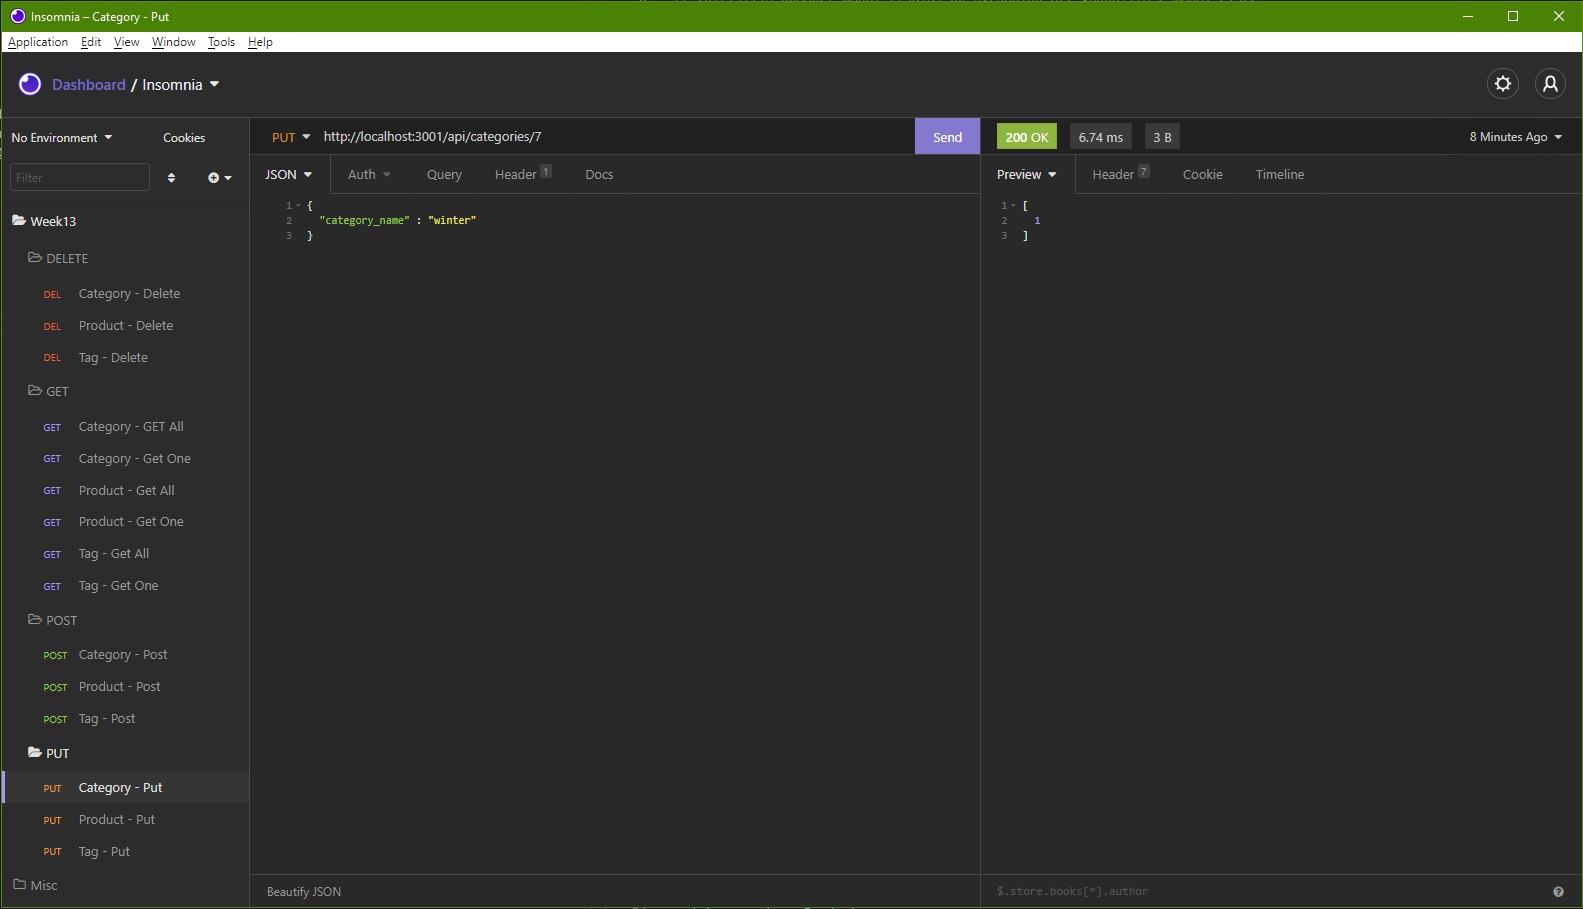 Insomnia – Category - Put
Application Edit View Window Tools Help
Dashboard / Insomnia
No Environment Cookies
Filter
Week13
DELETE
DEL Category - Delete
DEL Product - Delete
DEL Tag - Delete
GET
GET Category - GET All
GET Category - Get One
GET Product - Get All
GET Product - Get One
GET Tag - Get All
GET Tag - Get One
POST
POST Category - Post
POST Product - Post
POST Tag - Post
PUT
PUT Category - Put
PUT Product - Put
PUT Tag - Put
Misc
PUT http://localhost:3001/api/categories/7 Send
JSON Auth Query Header 1 Docs
1 {
2 "category_name" : "winter"
3 }
Beautify JSON
200 OK 6.74 ms 3 B 8 Minutes Ago
Preview Header 7 Cookie Timeline
1 [
2 1
3 ]
$.store.books[*].author